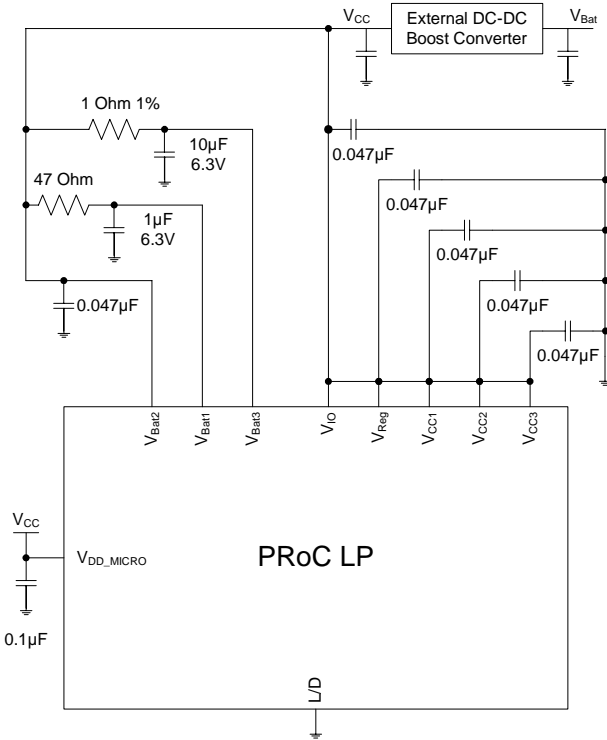 VCC
External DC-DC
Boost Converter
VBat
1 Ohm 1%
10µF
6.3V
0.047µF
47 Ohm
1µF
6.3V
0.047µF
0.047µF
0.047µF
0.047µF
0.047µF
VBat2
VBat1
VBat3
VIO
VReg
VCC1
VCC2
VCC3
VCC
VDD_MICRO
PRoC LP
0.1µF
L/D